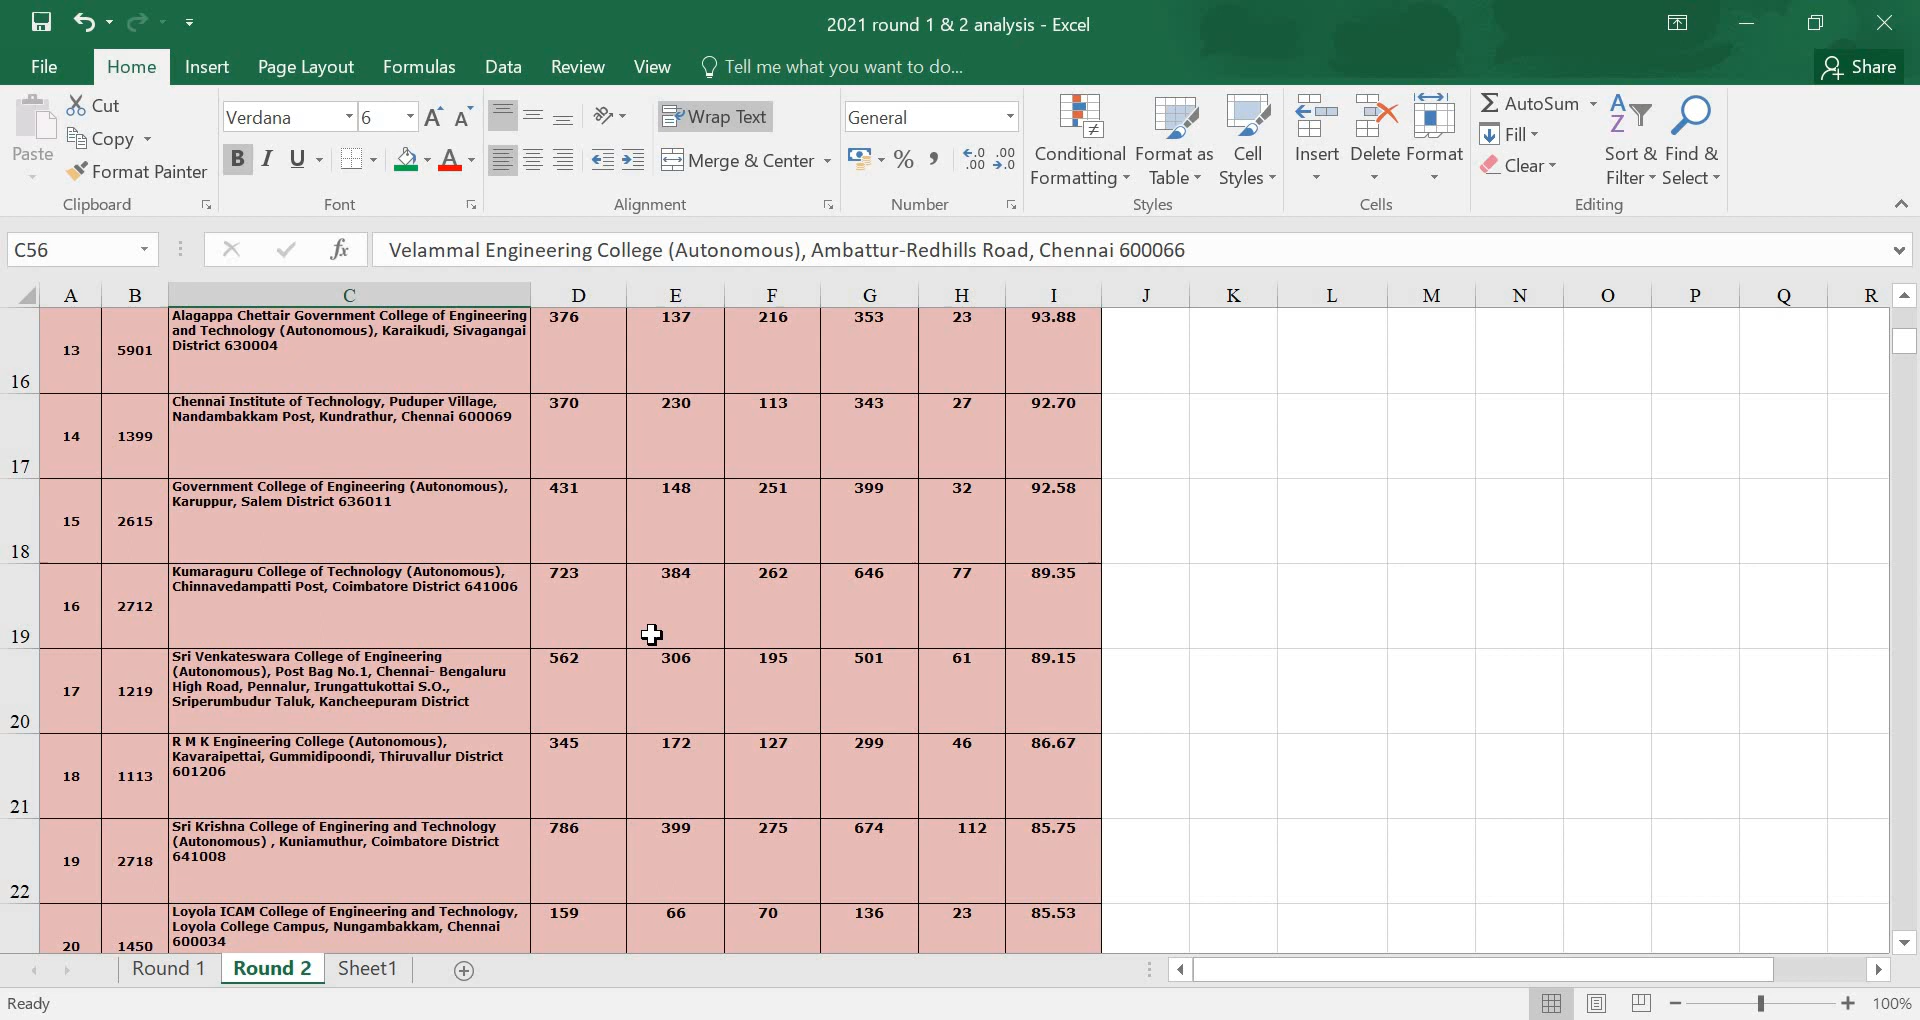 2021 round 1 & 2 analysis - Excel
File Home Insert Page Layout Formulas Data Review View Tell me what you want to do... Share
Paste
Cut
Copy
Format Painter
Clipboard
Verdana 6 A A
B I U A
Font
Wrap Text
Merge & Center
Alignment
General
% , .0 .00 .00 .0
Number
Conditional Formatting
Format as Table
Cell Styles
Styles
Insert Delete Format
Cells
AutoSum
Fill
Clear
Sort & Filter
Find & Select
Editing
C56 fx Velammal Engineering College (Autonomous), Ambattur-Redhills Road, Chennai 600066
A B C D E F G H I J K L M N O P Q R
16 13 5901 Alagappa Chettair Government College of Engineering
and Technology (Autonomous), Karaikudi, Sivagangai
District 630004
376 137 216 353 23 93.88
17 14 1399 Chennai Institute of Technology, Puduper Village,
Nandambakkam Post, Kundrathur, Chennai 600069
370 230 113 343 27 92.70
18 15 2615 Government College of Engineering (Autonomous),
Karuppur, Salem District 636011
431 148 251 399 32 92.58
19 16 2712 Kumaraguru College of Technology (Autonomous),
Chinnavedampatti Post, Coimbatore District 641006
723 384 262 646 77 89.35
20 17 1219 Sri Venkateswara College of Engineering
(Autonomous), Post Bag No.1, Chennai- Bengaluru
High Road, Pennalur, Irungattukottai S.O.,
Sriperumbudur Taluk, Kancheepuram District
562 306 195 501 61 89.15
21 18 1113 R M K Engineering College (Autonomous),
Kavaraipettai, Gummidipoondi, Thiruvallur District
601206
345 172 127 299 46 86.67
22 19 2718 Sri Krishna College of Enginering and Technology
(Autonomous) , Kuniamuthur, Coimbatore District
641008
786 399 275 674 112 85.75
20 1450 Loyola ICAM College of Engineering and Technology,
Loyola College Campus, Nungambakkam, Chennai
600034
159 66 70 136 23 85.53
Round 1 Round 2 Sheet1
Ready 100%